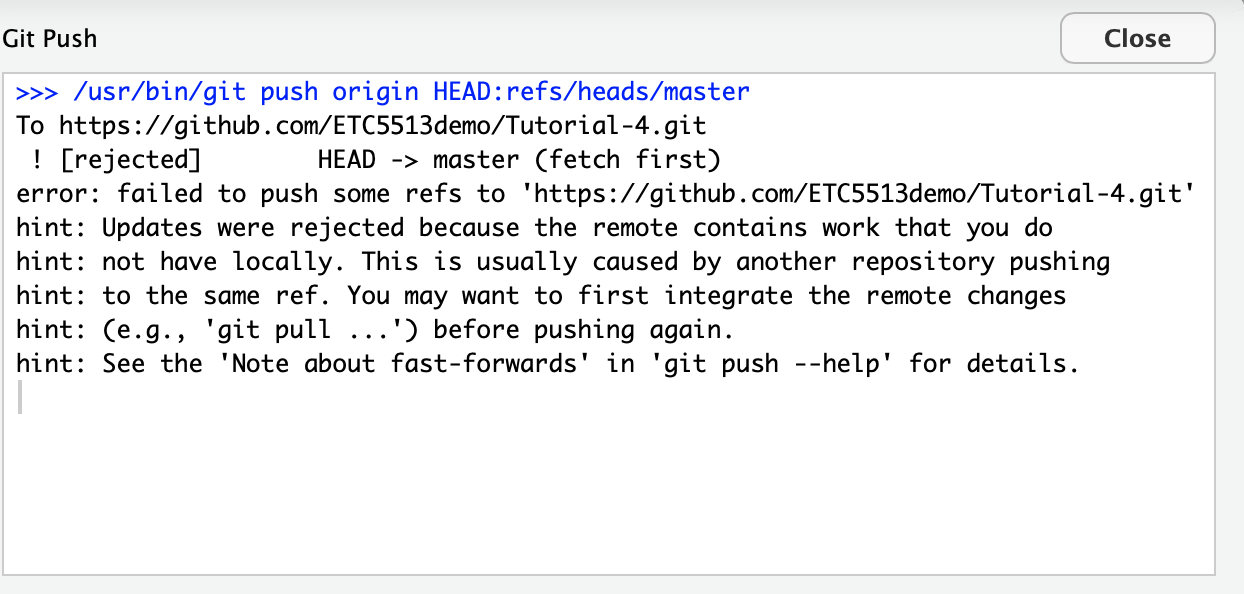 Git Push
Close
>>> /usr/bin/git push origin HEAD:refs/heads/master
To https://github.com/ETC5513demo/Tutorial-4.git
 ! [rejected]        HEAD -> master (fetch first)
error: failed to push some refs to 'https://github.com/ETC5513demo/Tutorial-4.git'
hint: Updates were rejected because the remote contains work that you do
hint: not have locally. This is usually caused by another repository pushing
hint: to the same ref. You may want to first integrate the remote changes
hint: (e.g., 'git pull ...') before pushing again.
hint: See the 'Note about fast-forwards' in 'git push --help' for details.